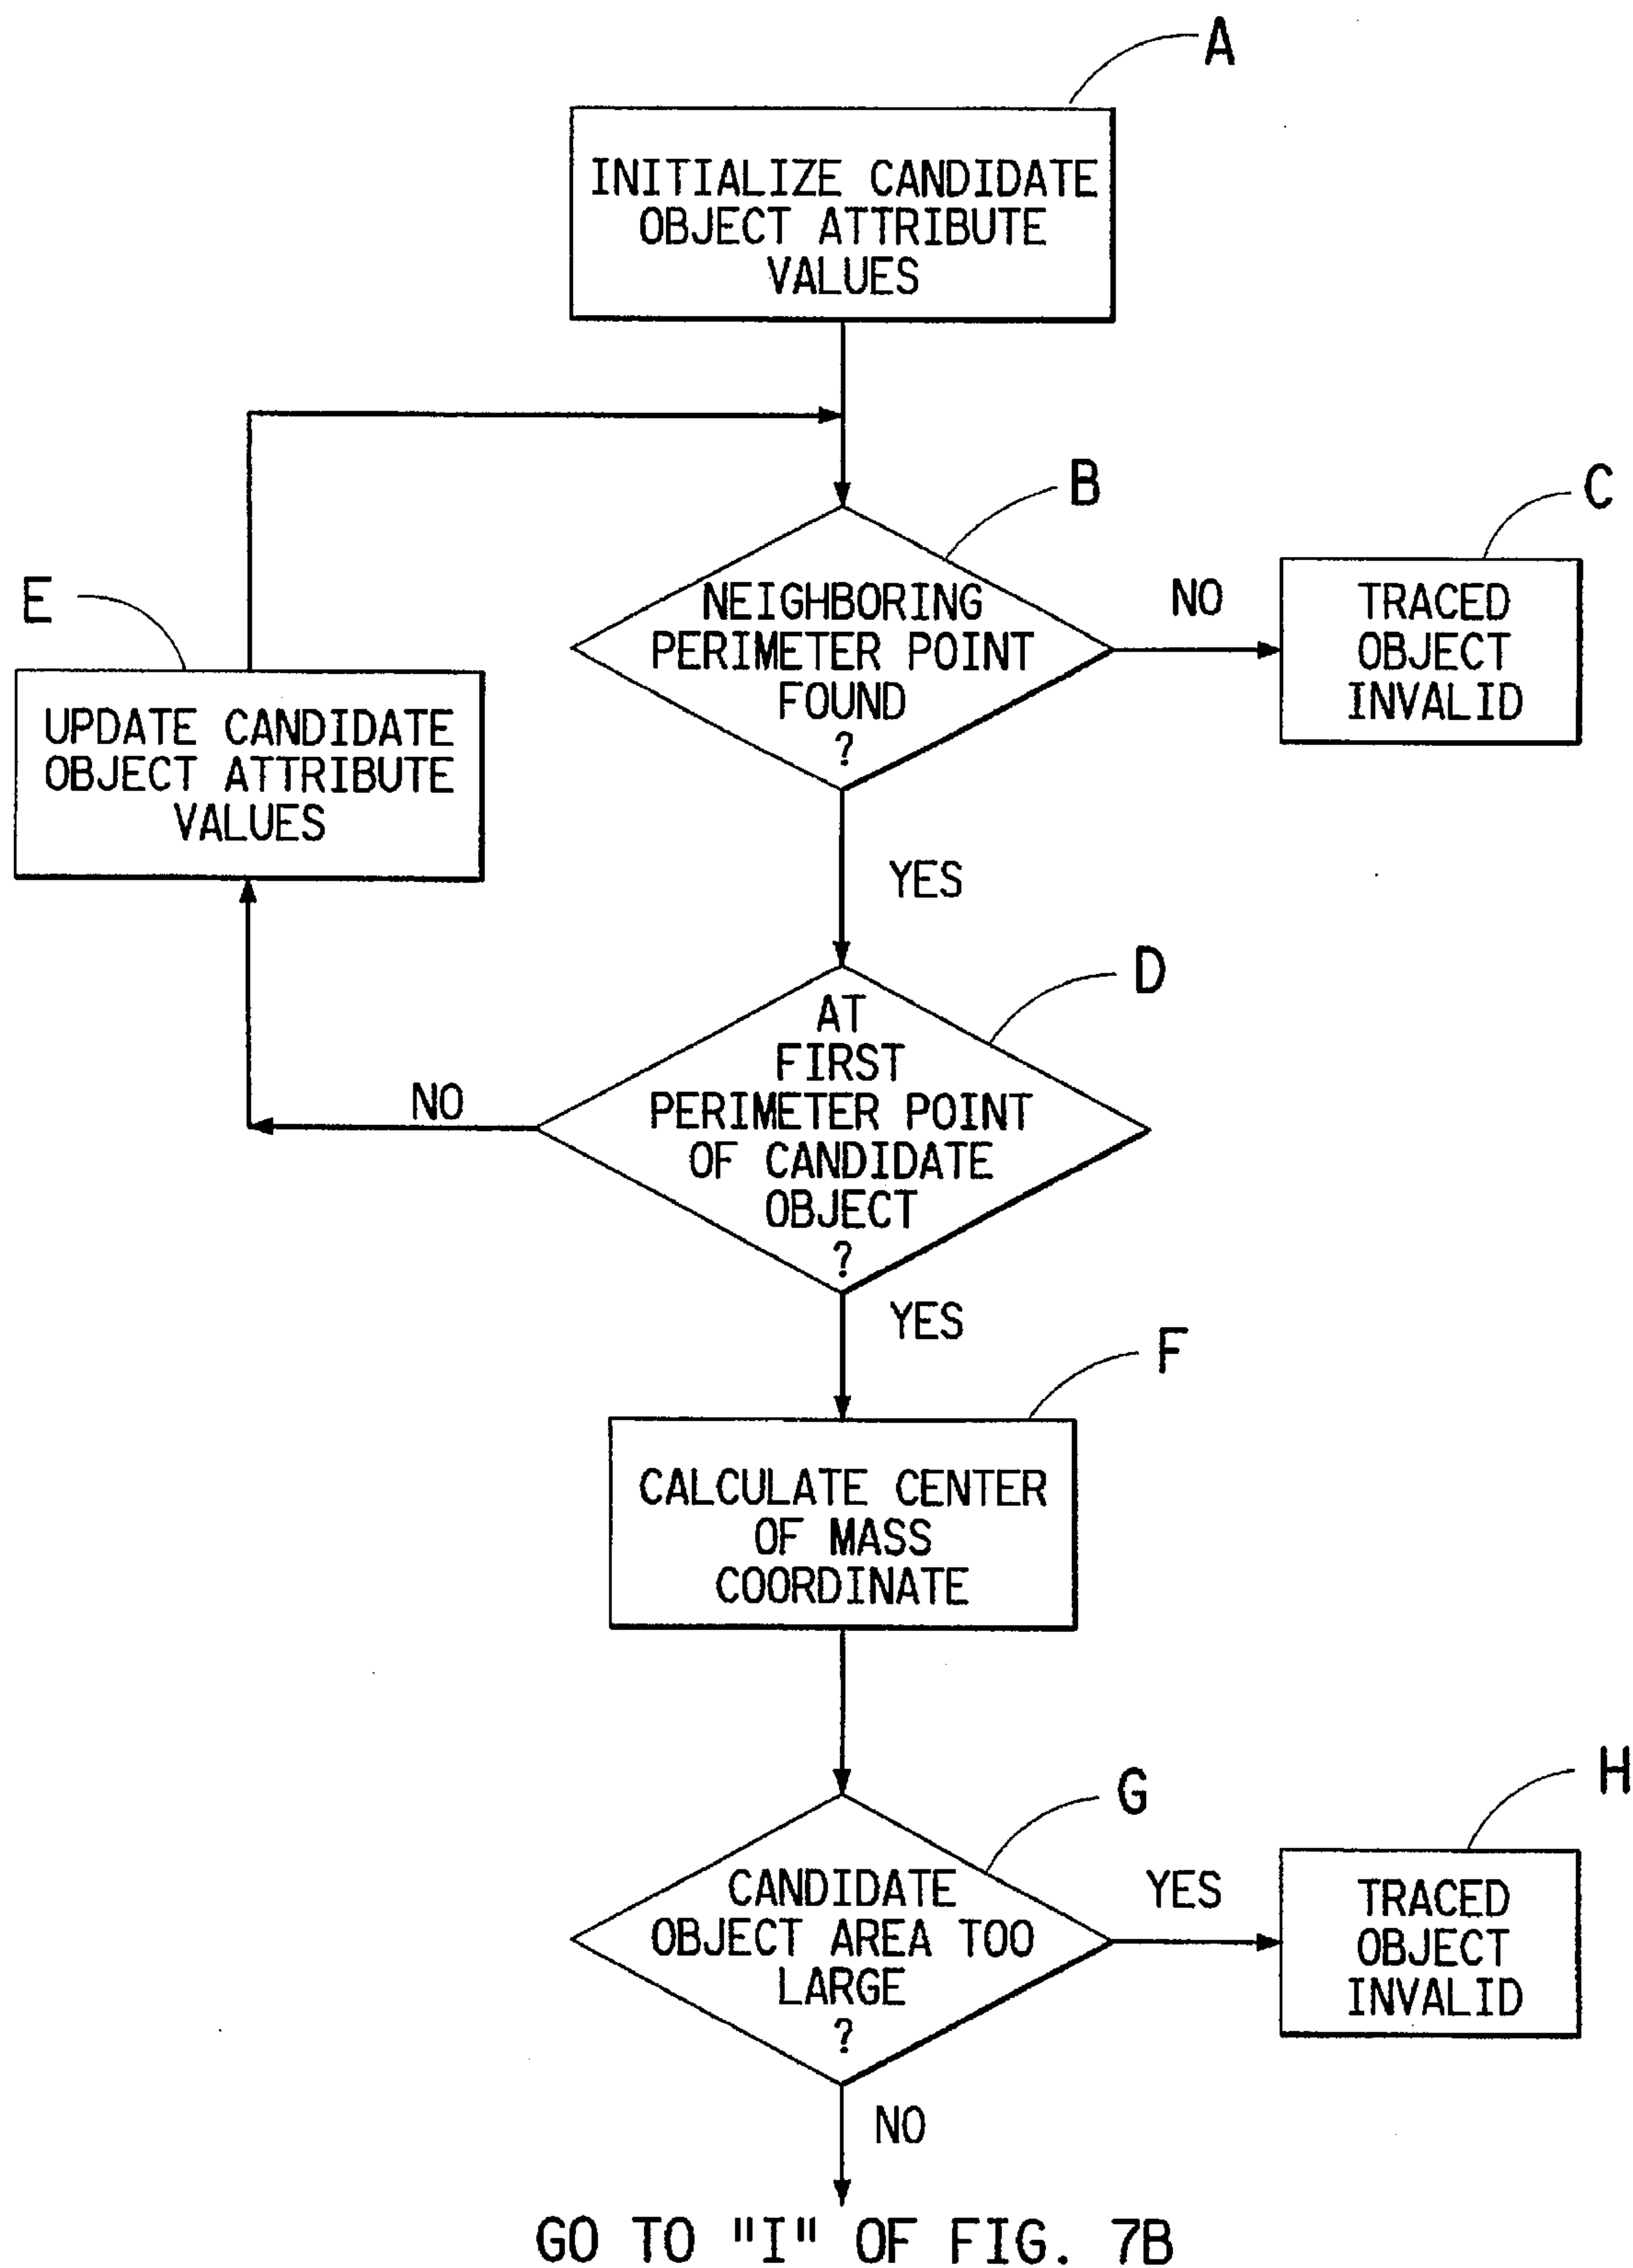 A
INITIALIZE CANDIDATE
OBJECT ATTRIBUTE
VALUES
B
NEIGHBORING
PERIMETER POINT
FOUND
?
NO
C
TRACED
OBJECT
INVALID
E
UPDATE CANDIDATE
OBJECT ATTRIBUTE
VALUES
YES
D
AT
FIRST
PERIMETER POINT
OF CANDIDATE
OBJECT
?
NO
YES
F
CALCULATE CENTER
OF MASS
COORDINATE
G
CANDIDATE
OBJECT AREA TOO
LARGE
?
YES
H
TRACED
OBJECT
INVALID
NO
GO TO "I" OF FIG. 7B